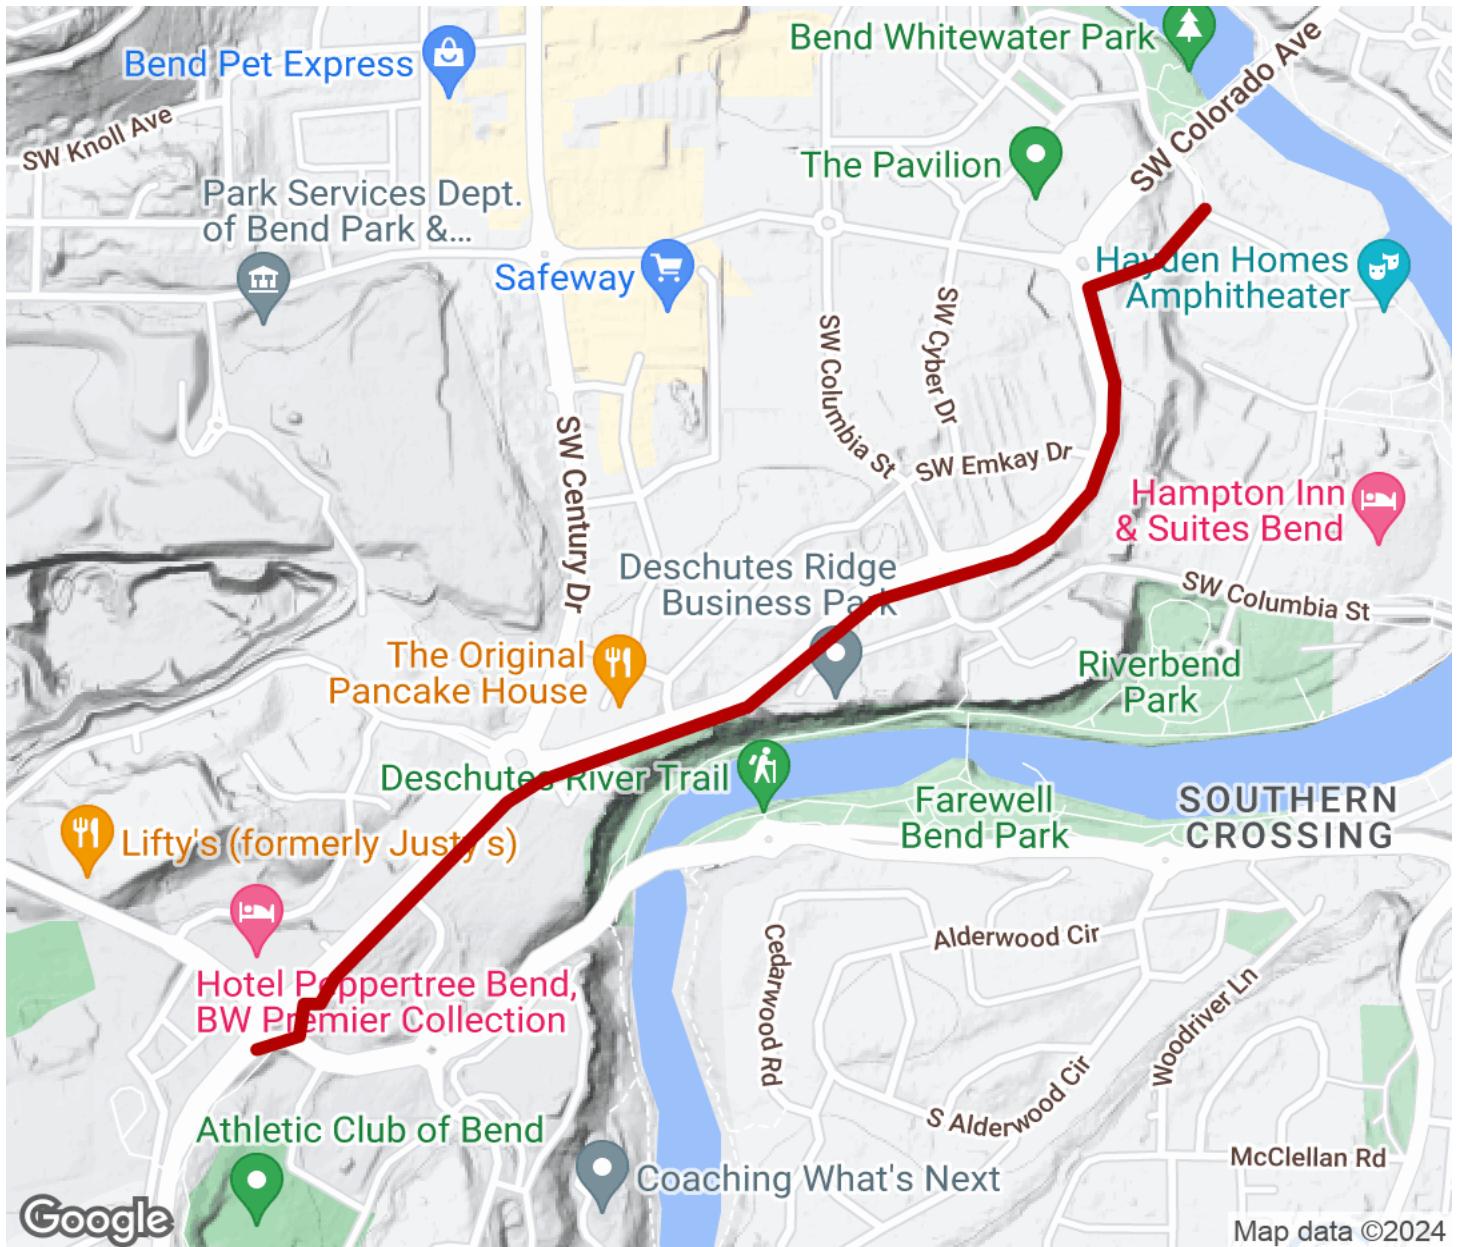 Bend Whitewater Park
Bend Pet Express
SW Colorado Ave
SW Knoll Ave
The Pavilion
Park Services Dept.
of Bend Park &...
Safeway
Hayden Homes
Amphitheater
SW Columbia St
SW Cyber Dr
SW Century Dr
SW Emkay Dr
Hampton Inn
& Suites Bend
Deschutes Ridge
Business Park
SW Columbia St
The Original
Pancake House
Riverbend
Park
Deschutes River Trail
Farewell
Bend Park
SOUTHERN
CROSSING
Lifty's (formerly Justy's)
Hotel Peppertree Bend,
BW Premier Collection
Cedarwood Rd
Alderwood Cir
Woodriver Ln
S Alderwood Cir
Athletic Club of Bend
McClellan Rd
Coaching What's Next
Google
Map data ©2024